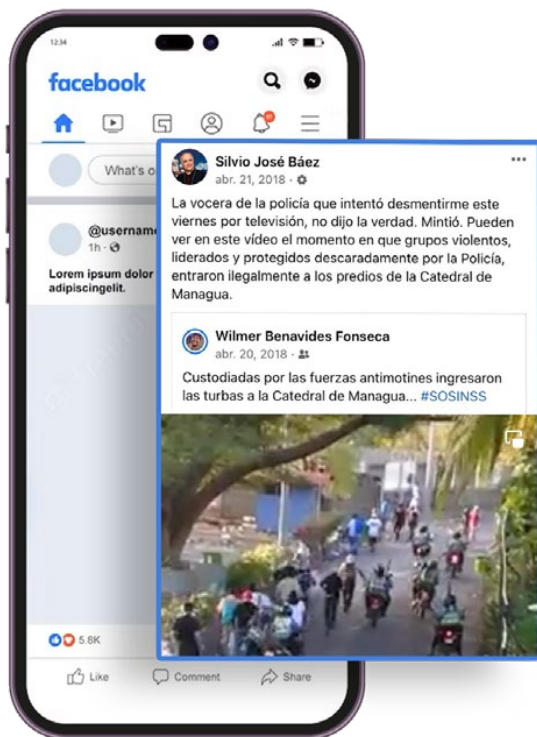 12:34
facebook
What's o
@username
1h
Lorem ipsum dolor
adipiscingelit.
Silvio José Báez
abr. 21, 2018
La vocera de la policía que intentó desmentirme este
viernes por televisión, no dijo la verdad. Mintió. Pueden
ver en este vídeo el momento en que grupos violentos,
liderados y protegidos descaradamente por la Policía,
entraron ilegalmente a los predios de la Catedral de
Managua.
Wilmer Benavides Fonseca
abr. 20, 2018
Custodiadas por las fuerzas antimotines ingresaron
las turbas a la Catedral de Managua... #SOSINSS
5.8K
Like Comment Share